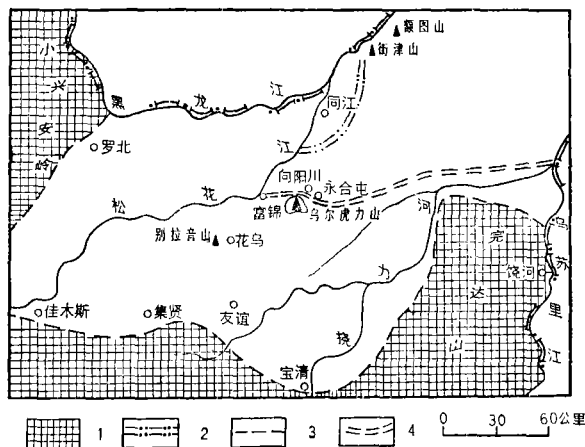 额图山
街津山
小兴安岭
黑龙江
同江
罗北
松花江
向阳川
永合屯
富锦
乌尔虎力山
别拉音山
花乌
挠力河
完达山
饶河
乌苏里江
佳木斯
集贤
友谊
宝清
1 2 3 4 0 30 60公里